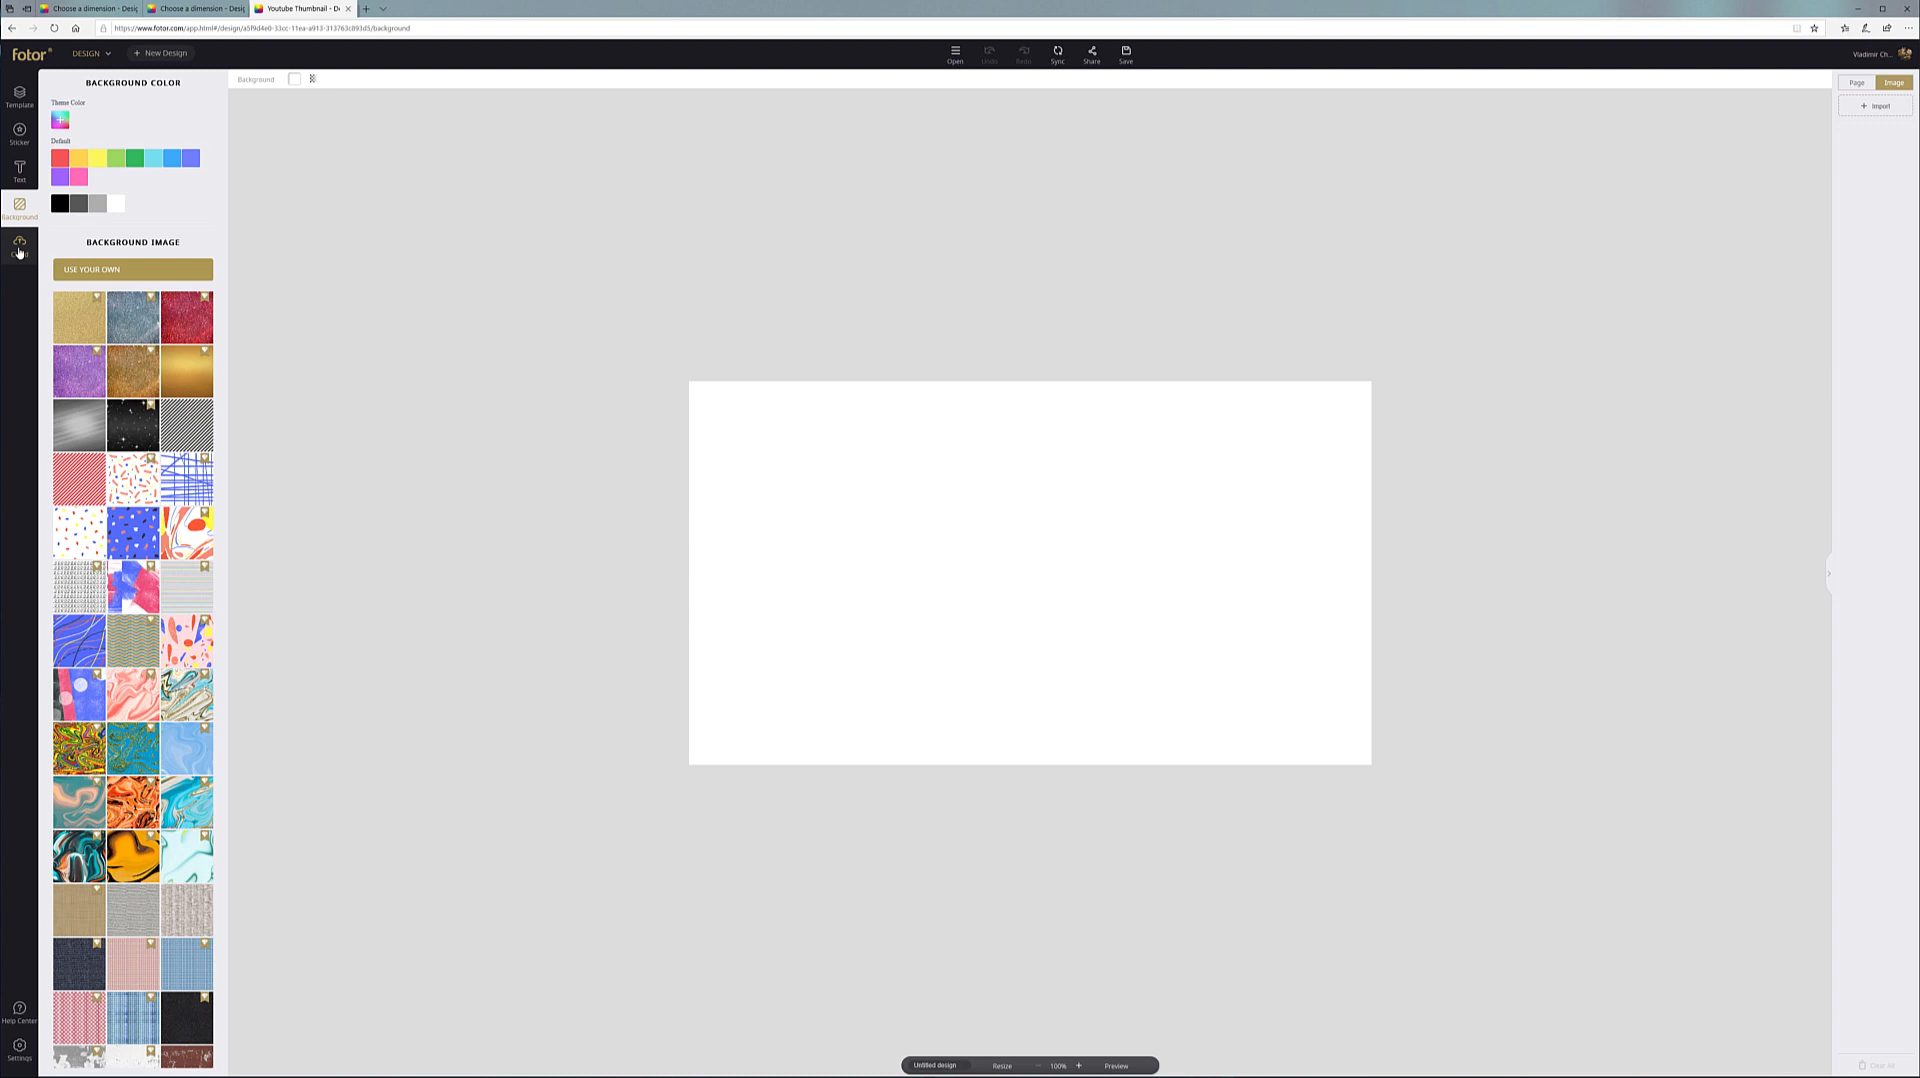 Choose a dimension - Desig
Choose a dimension - Desig
Youtube Thumbnail - De
https://www.fotor.com/app.html#/design/a5f9d4e0-33cc-11ea-a913-313763c893d5/background
fotor
DESIGN
+ New Design
Open
Undo
Redo
Sync
Share
Save
Vladimir Ch...
Template
Sticker
Text
Background
Help Center
Settings
BACKGROUND COLOR
Theme Color
Default
BACKGROUND IMAGE
USE YOUR OWN
Background
Page
Image
+ Import
Untitled design
Resize
− 100% +
Preview
Clear All